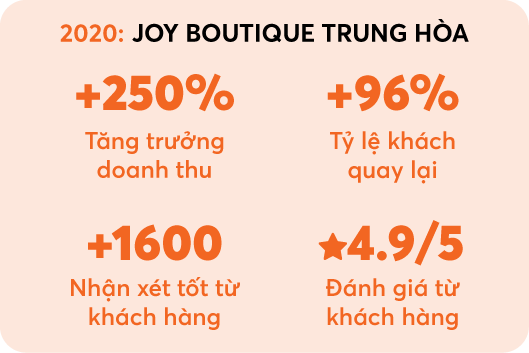 2020: JOY BOUTIQUE TRUNG HÒA
+250%
Tăng trưởng
doanh thu
+96%
Tỷ lệ khách
quay lại
+1600
Nhận xét tốt từ
khách hàng
★4.9/5
Đánh giá từ
khách hàng